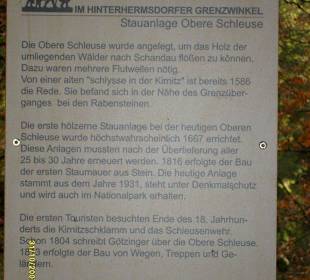 IM HINTERHERMSDORFER GRENZWINKEL
Stauanlage Obere Schleuse
Die Obere Schleuse wurde angelegt, um das Holz der
umliegenden Wälder nach Schandau flößen zu können.
Dazu waren mehrere Flutwellen nötig.
Von einer alten "schlysse in der Kirnitz" ist bereits 1586
die Rede. Sie befand sich in der Nähe des Grenzüber-
ganges bei den Rabensteinen.
Die erste hölzerne Stauanlage bei der heutigen Oberen
Schleuse wurde höchstwahrscheinlich 1667 errichtet.
Diese Anlagen mussten nach der Überlieferung aller
25 bis 30 Jahre erneuert werden. 1816 erfolgte der Bau
der ersten Staumauer aus Stein. Die heutige Anlage
stammt aus dem Jahre 1931, steht unter Denkmalschutz
und wird auch im Nationalpark erhalten.
Die ersten Touristen besuchten Ende des 18. Jahrhun-
derts die Kirnitzschklamm und das Schleusenwehr.
Schon 1804 schreibt Götzinger über die Obere Schleuse.
erfolgte der Bau von Wegen, Treppen und Ge-
ländern.